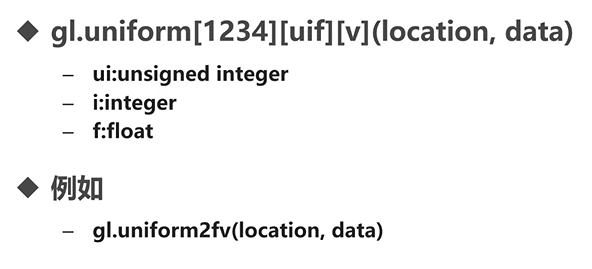 ◆ gl.uniform[1234][uif][v](location, data)
– ui:unsigned integer
– i:integer
– f:float
◆ 例如
– gl.uniform2fv(location, data)